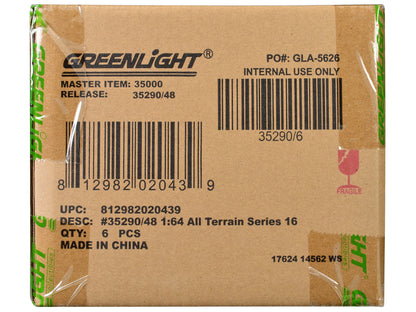 GREENLIGHT®
PO#: GLA-5626
MASTER ITEM: 35000
INTERNAL USE ONLY
RELEASE: 35290/48
35290/6
8 12982 02043 9
FRAGILE
UPC: 812982020439
DESC: #35290/48 1:64 All Terrain Series 16
QTY: 6 PCS
MADE IN CHINA
17624 14562 WS